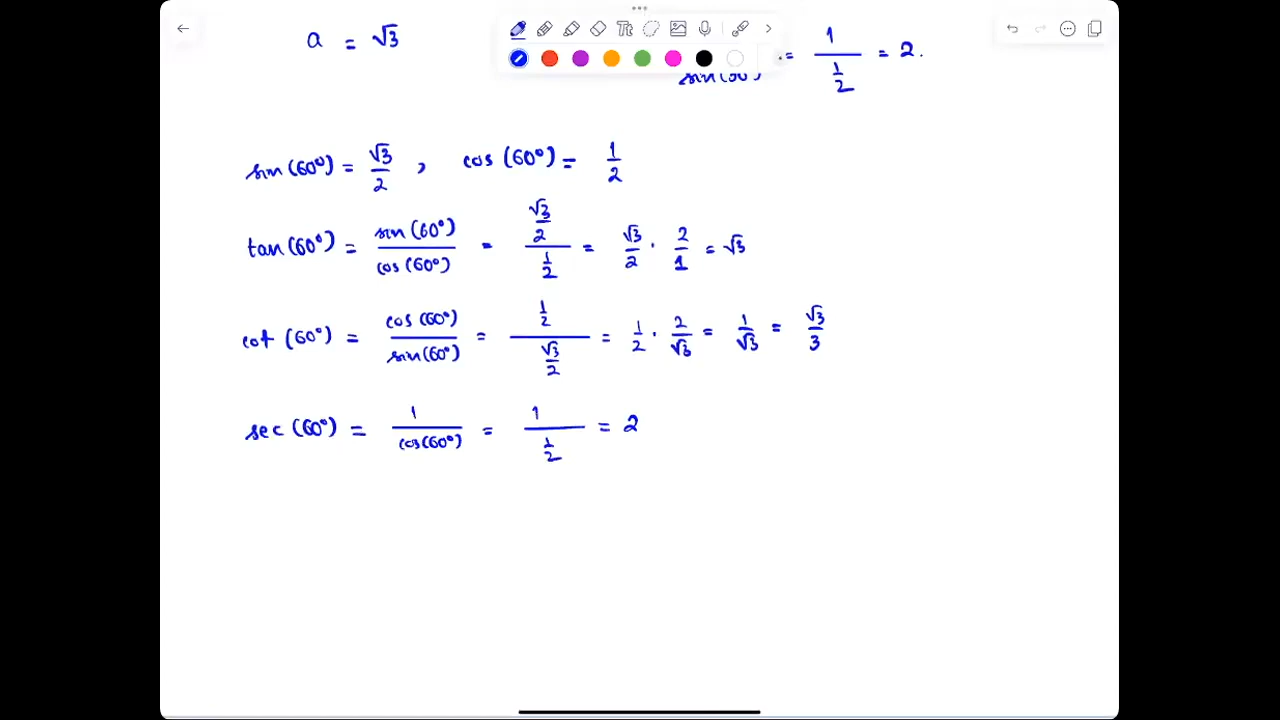 a = √3
sin(30°) = 1/(1/2) = 2.
sin(60°) = √3/2 , cos(60°) = 1/2
tan(60°) = sin(60°)/cos(60°) = (√3/2)/(1/2) = √3/2 · 2/1 = √3
cot(60°) = cos(60°)/sin(60°) = (1/2)/(√3/2) = 1/2 · 2/√3 = 1/√3 = √3/3
sec(60°) = 1/cos(60°) = 1/(1/2) = 2